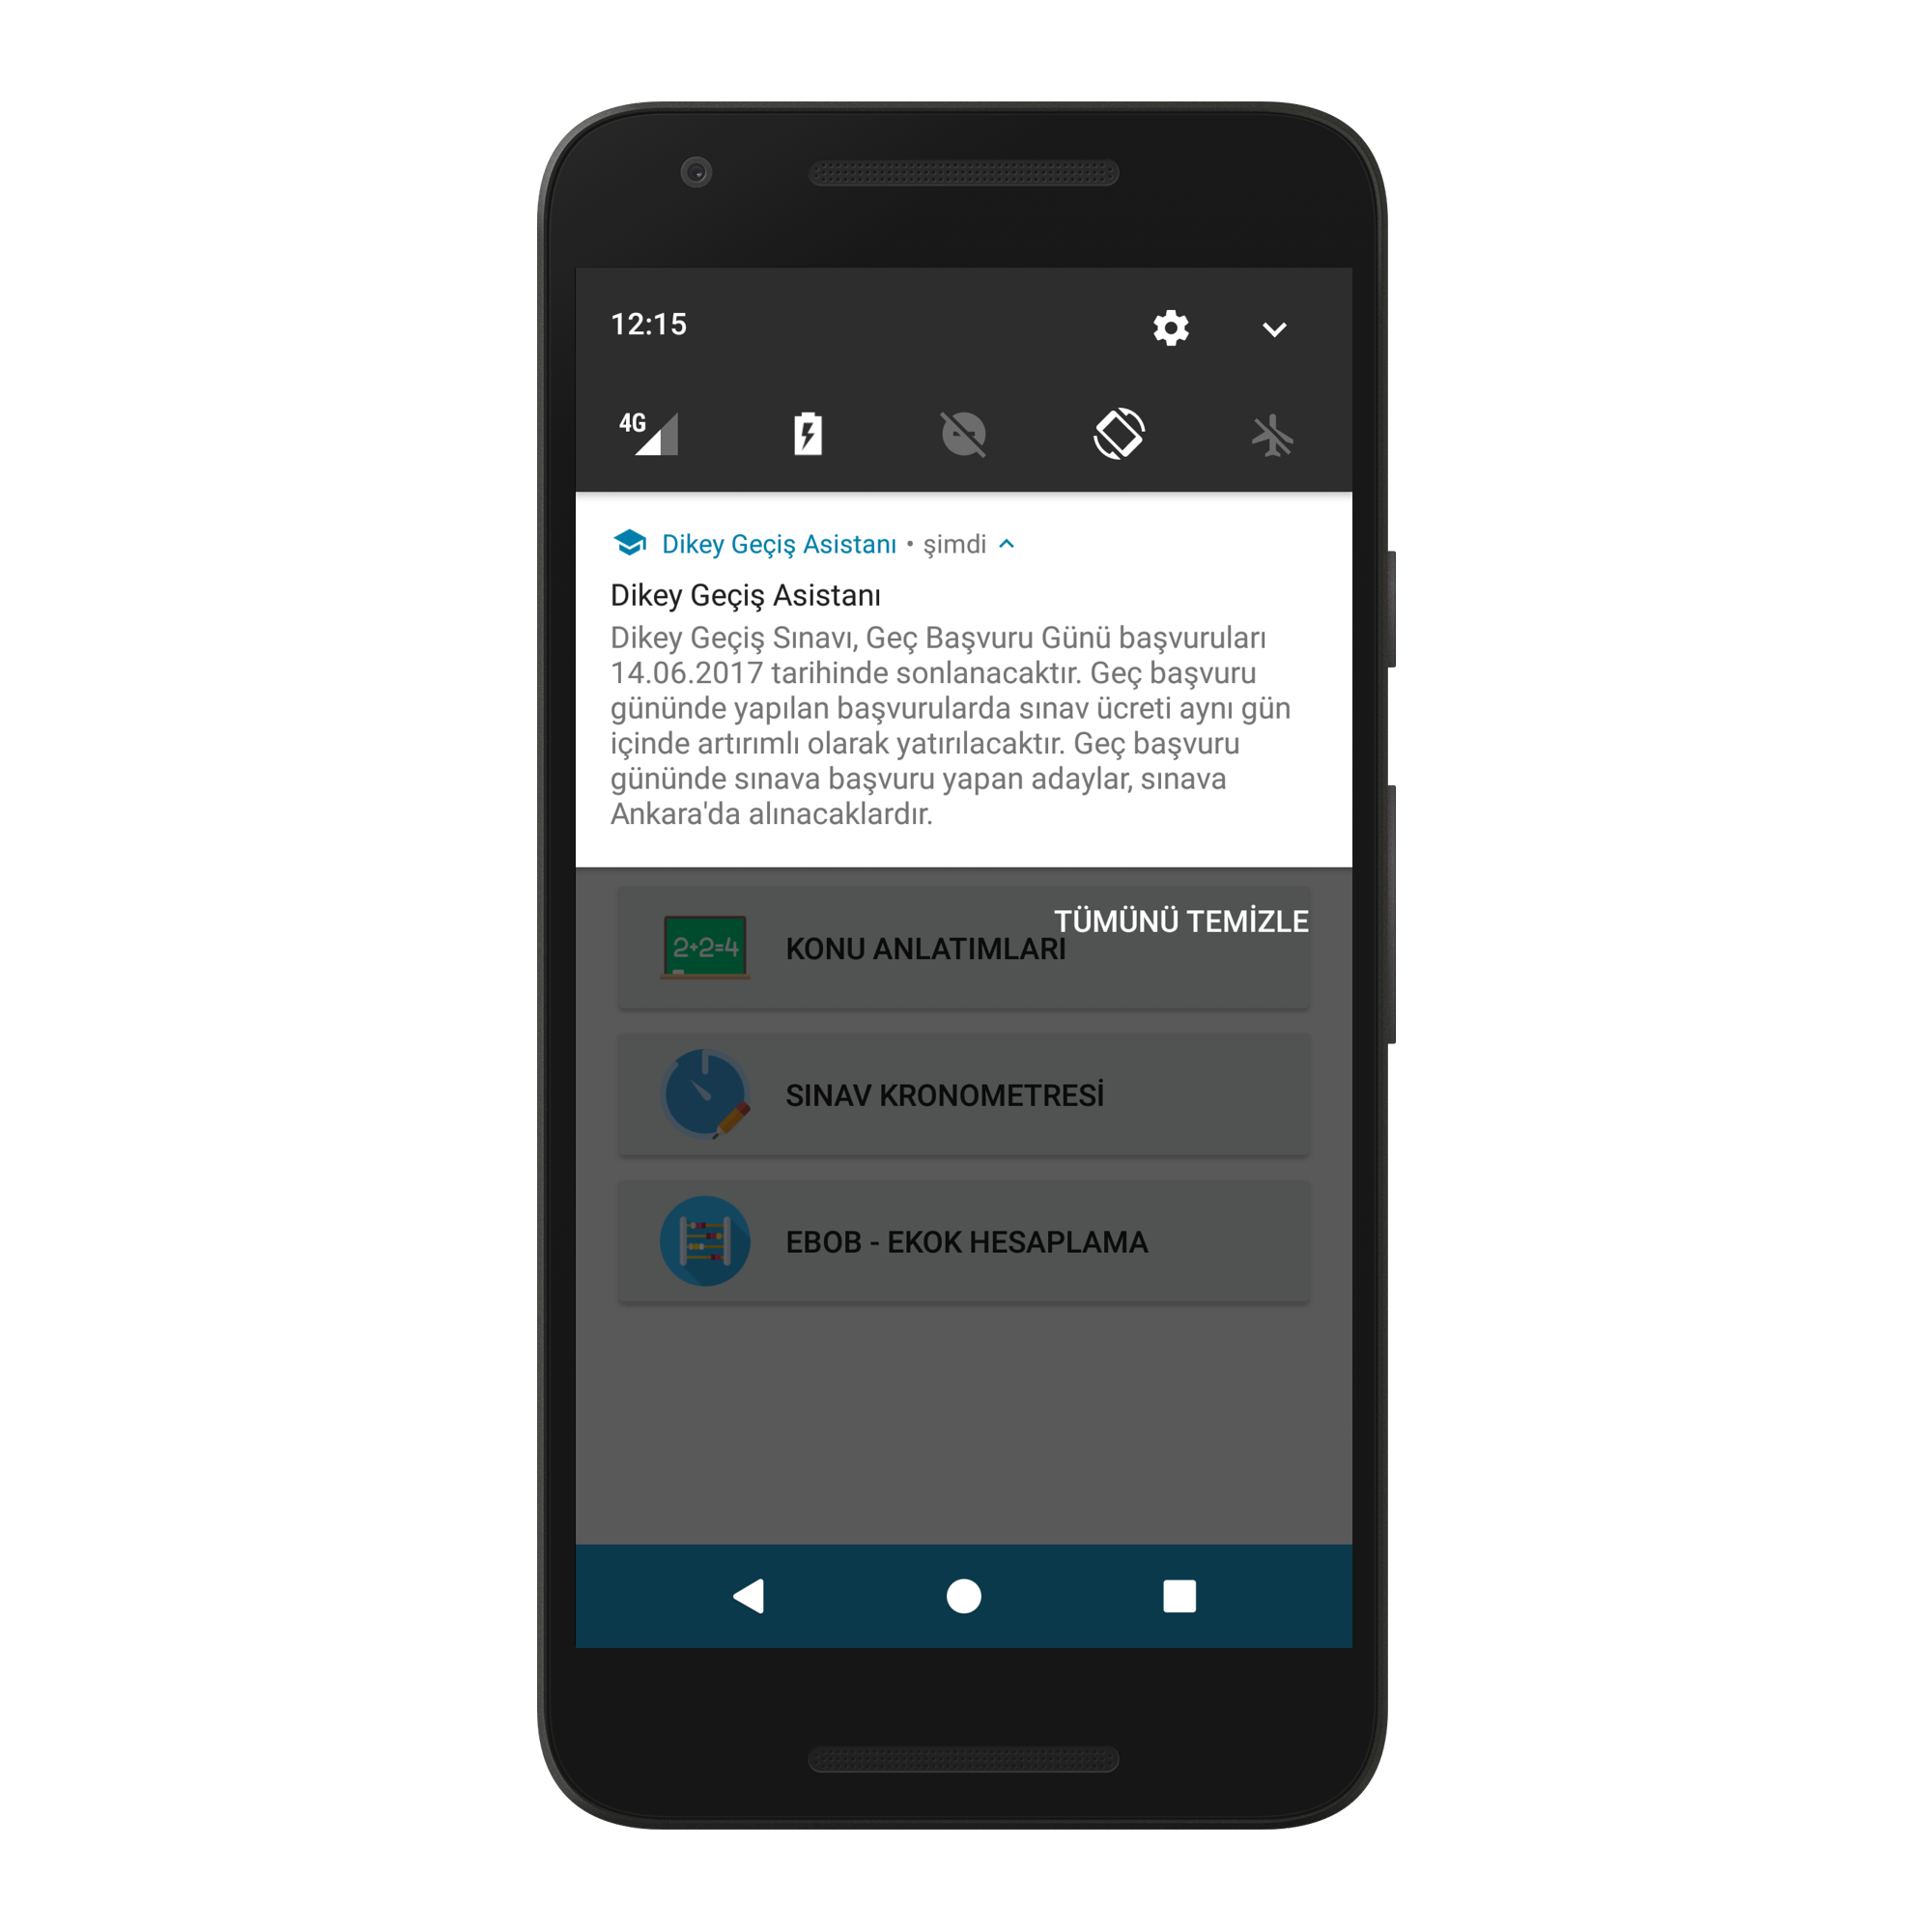 12:15
4G
Dikey Geçiş Asistanı • şimdi
Dikey Geçiş Asistanı
Dikey Geçiş Sınavı, Geç Başvuru Günü başvuruları
14.06.2017 tarihinde sonlanacaktır. Geç başvuru
gününde yapılan başvurularda sınav ücreti aynı gün
içinde artırımlı olarak yatırılacaktır. Geç başvuru
gününde sınava başvuru yapan adaylar, sınava
Ankara'da alınacaklardır.
TÜMÜNÜ TEMİZLE
2+2=4
KONU ANLATIMLARI
SINAV KRONOMETRESİ
EBOB - EKOK HESAPLAMA